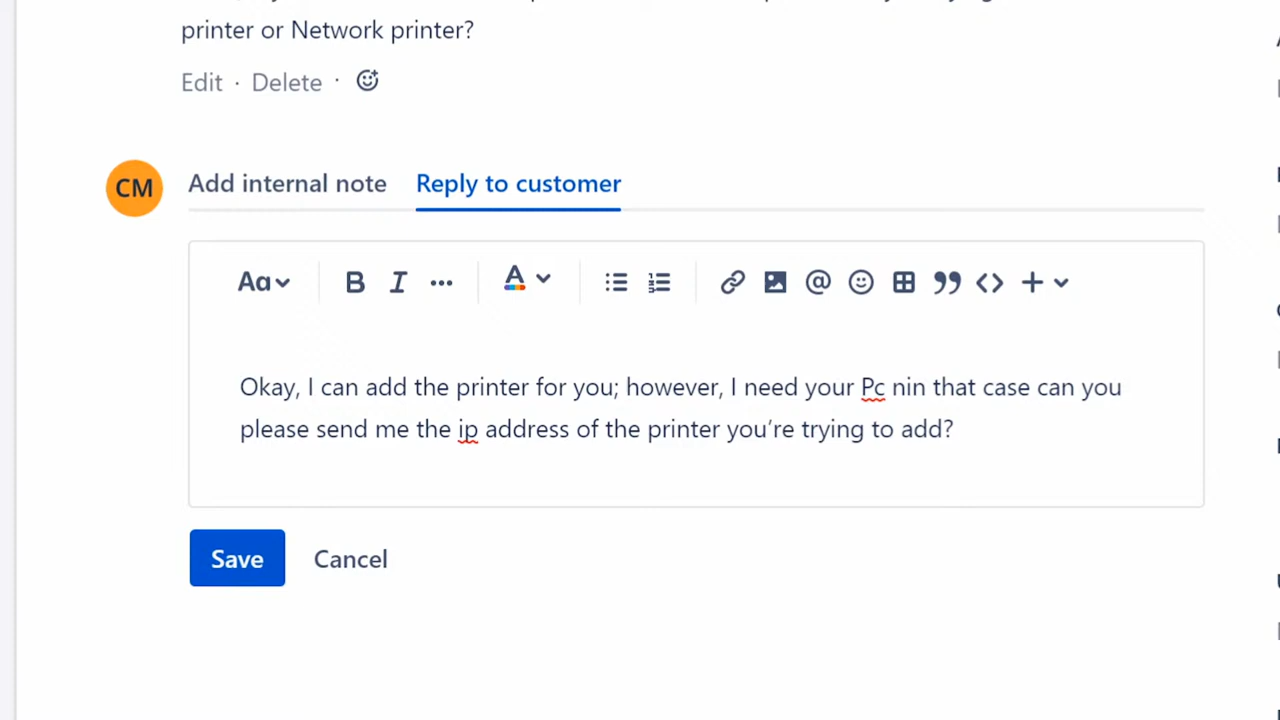 printer or Network printer?
Edit · Delete ·
CM Add internal note Reply to customer
Aa B I ... A @ <> +
Okay, I can add the printer for you; however, I need your Pc nin that case can you
please send me the ip address of the printer you’re trying to add?
Save Cancel